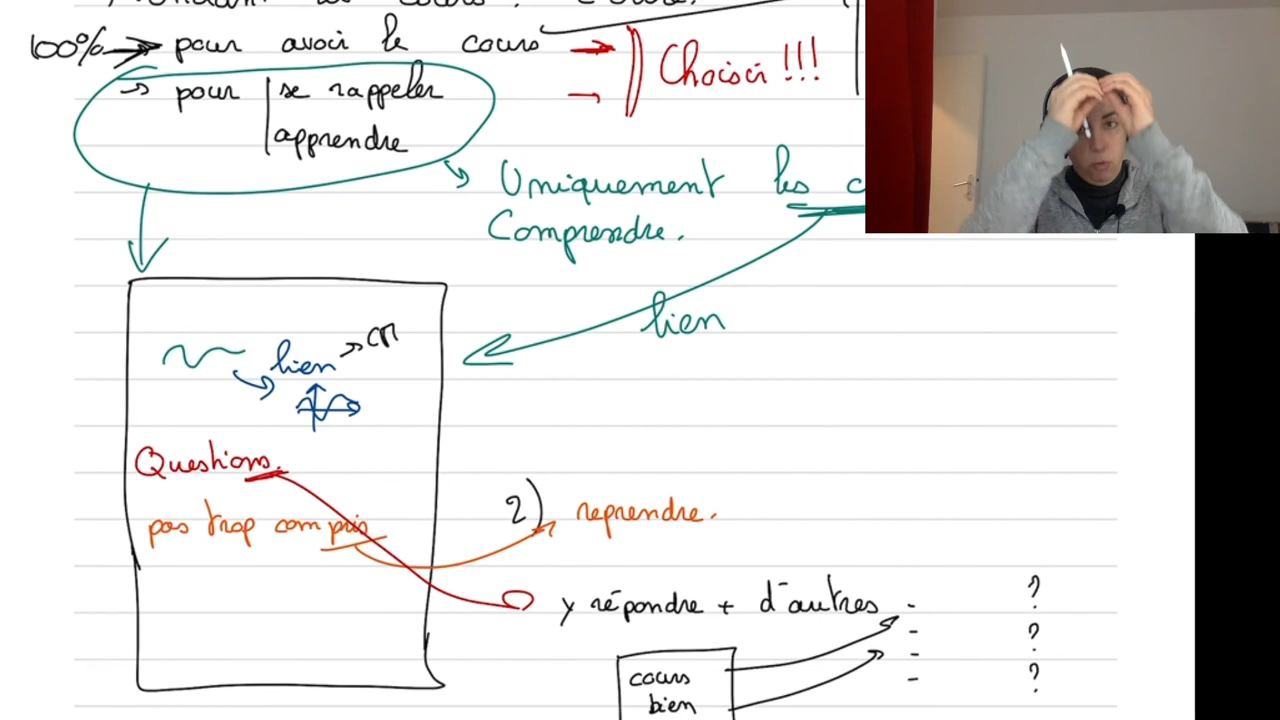 100% → pour avoir le cours →
Choisir !!!
→ pour se rappeler
apprendre
Uniquement les
Comprendre.
lien
lien → CM
Questions.
pas trop compris
2) reprendre.
y répondre + d'autres - ?
- ?
-
- ?
cours
bien